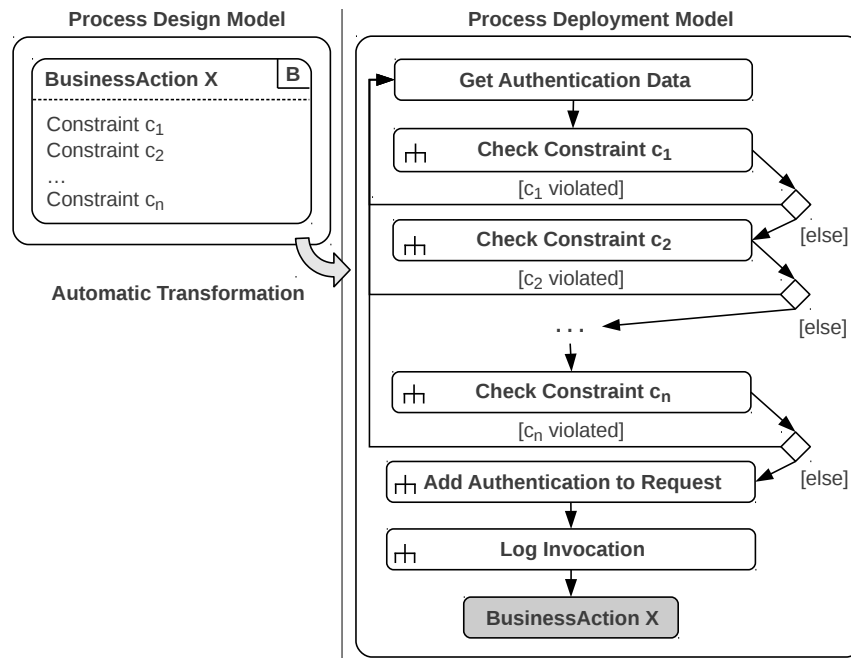 Process Design Model
BusinessAction X
B
Constraint c1
Constraint c2
...
Constraint cn
Automatic Transformation
Process Deployment Model
Get Authentication Data
Check Constraint c1
[c1 violated]
[else]
Check Constraint c2
[c2 violated]
[else]
...
Check Constraint cn
[cn violated]
[else]
Add Authentication to Request
Log Invocation
BusinessAction X